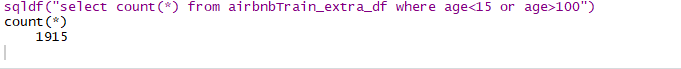 sqldf("select count(*) from airbnbTrain_extra_df where age<15 or age>100")
count(*)
1915